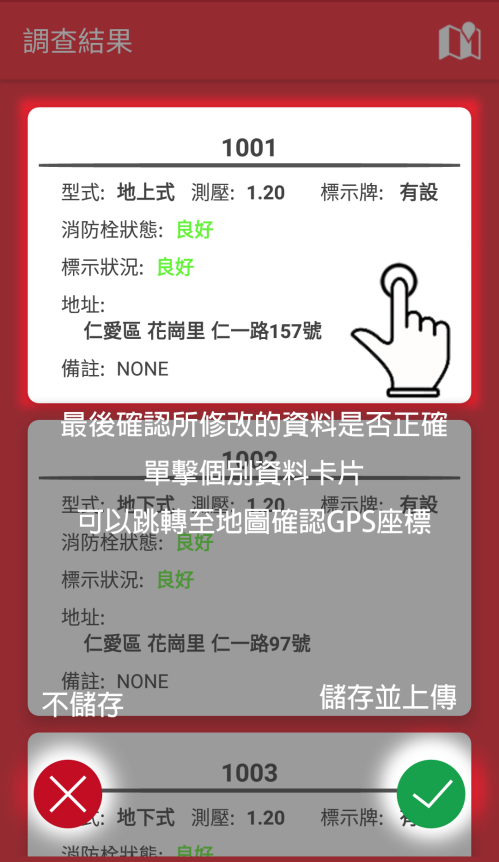 調查結果
1001
型式: 地上式 測壓: 1.20 標示牌: 有設
消防栓狀態: 良好
標示狀況: 良好
地址:
仁愛區 花崗里 仁一路157號
備註: NONE
最後確認所修改的資料是否正確
1002
單擊個別資料卡片
型式: 地下式 測壓: 1.20 標示牌: 有設
可以跳轉至地圖確認GPS座標
消防栓狀態: 良好
標示狀況: 良好
地址:
仁愛區 花崗里 仁一路97號
備註: NONE
不儲存 儲存並上傳
1003
式: 地下式 測壓: 1.20 標示牌: 有
消防栓狀態: 良好